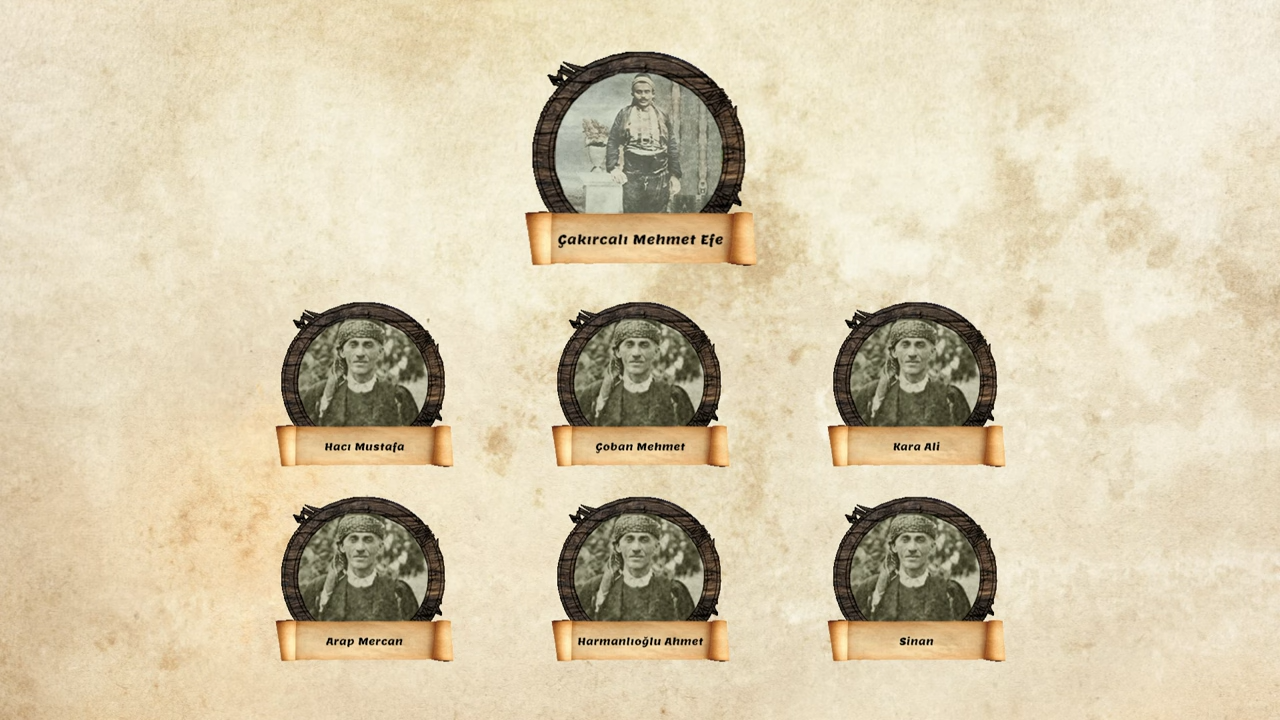 Çakırcalı Mehmet Efe
Hacı Mustafa
Çoban Mehmet
Kara Ali
Arap Mercan
Harmanlıoğlu Ahmet
Sinan